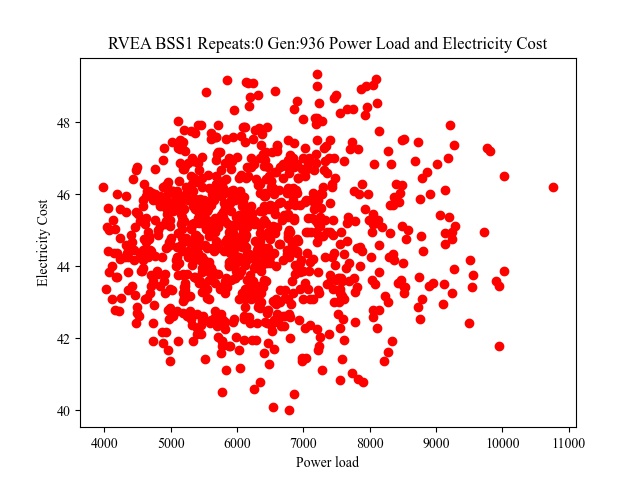 RVEA BSS1 Repeats:0 Gen:936 Power Load and Electricity Cost
48
46
44
42
40
Electricity Cost
4000 5000 6000 7000 8000 9000 10000 11000
Power load